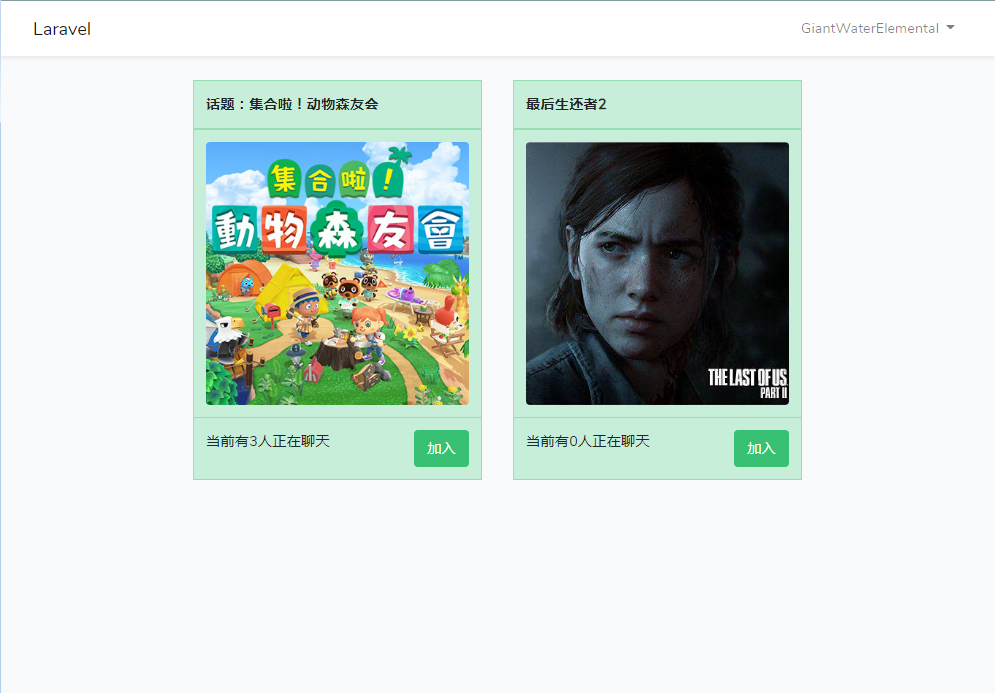 Laravel
GiantWaterElemental
话题：集合啦！动物森友会
集合啦！
動物森友會
TM
当前有3人正在聊天
加入
最后生还者2
THE LAST OF US
PART II
当前有0人正在聊天
加入